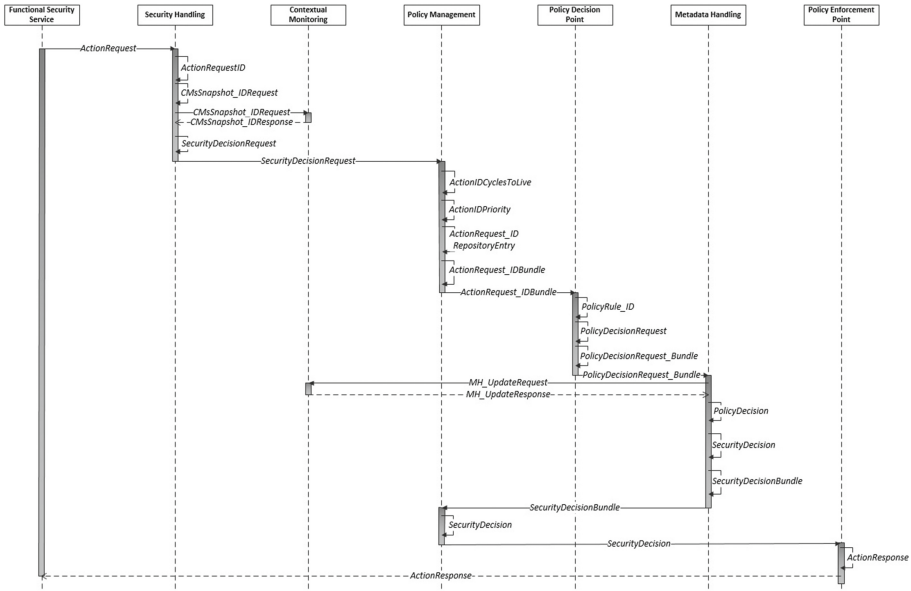 Functional Security
Service
Security Handling
Contextual
Monitoring
Policy Management
Policy Decision
Point
Metadata Handling
Policy Enforcement
Point
ActionRequest
ActionRequestID
CMsSnapshot_IDRequest
CMsSnapshot_IDRequest
CMsSnapshot_IDResponse
SecurityDecisionRequest
SecurityDecisionRequest
ActionIDCyclesToLive
ActionIDPriority
ActionRequest_ID
RepositoryEntry
ActionRequest_IDBundle
ActionRequest_IDBundle
PolicyRule_ID
PolicyDecisionRequest
PolicyDecisionRequest_Bundle
PolicyDecisionRequest_Bundle
MH_UpdateRequest
MH_UpdateResponse
PolicyDecision
SecurityDecision
SecurityDecisionBundle
SecurityDecisionBundle
SecurityDecision
SecurityDecision
ActionResponse
ActionResponse